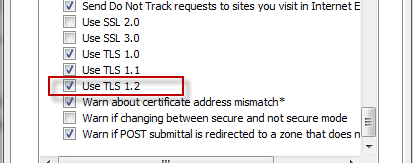 Send Do Not Track requests to sites you visit in Internet E
Use SSL 2.0
Use SSL 3.0
Use TLS 1.0
Use TLS 1.1
Use TLS 1.2
Warn about certificate address mismatch*
Warn if changing between secure and not secure mode
Warn if POST submittal is redirected to a zone that does n